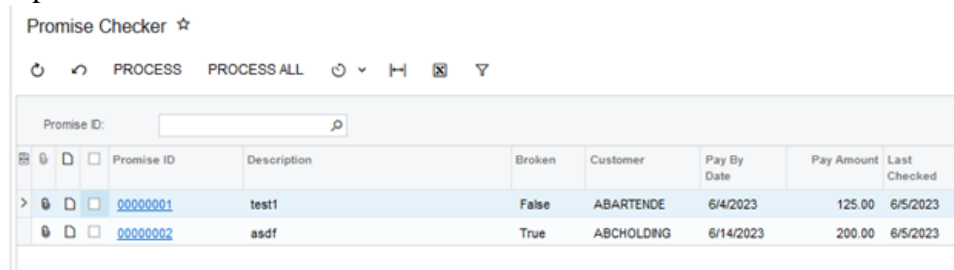 Promise Checker
PROCESS PROCESS ALL
Promise ID:
Promise ID Description Broken Customer Pay By Date Pay Amount Last Checked
00000001 test1 False ABARTENDE 6/4/2023 125.00 6/5/2023
00000002 asdf True ABCHOLDING 6/14/2023 200.00 6/5/2023